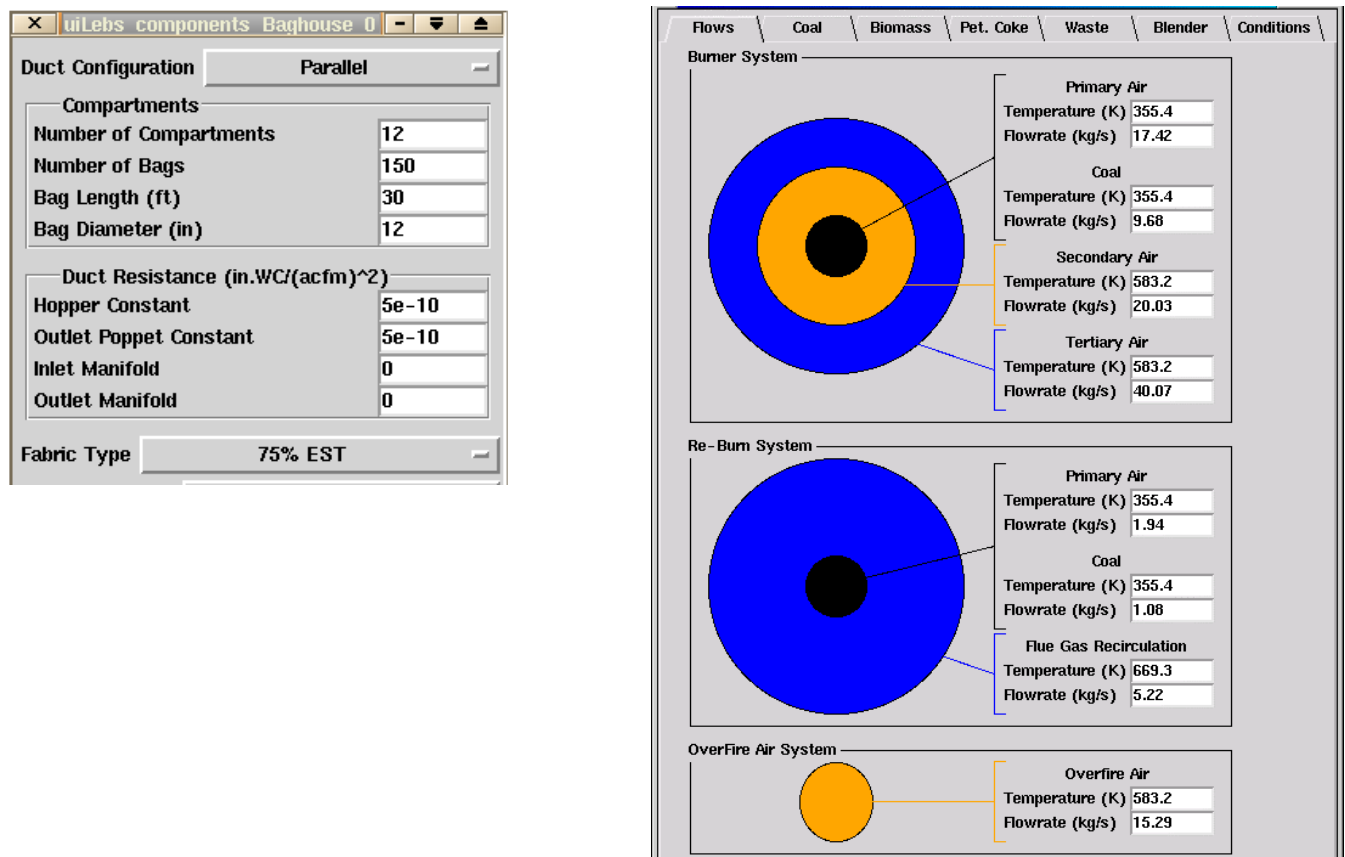 uiLebs components Baghouse 0
Duct Configuration Parallel
Compartments
Number of Compartments 12
Number of Bags 150
Bag Length (ft) 30
Bag Diameter (in) 12
Duct Resistance (in.WC/(acfm)^2)
Hopper Constant 5e-10
Outlet Poppet Constant 5e-10
Inlet Manifold 0
Outlet Manifold 0
Fabric Type 75% EST
Flows Coal Biomass Pet. Coke Waste Blender Conditions
Burner System
Primary Air
Temperature (K) 355.4
Flowrate (kg/s) 17.42
Coal
Temperature (K) 355.4
Flowrate (kg/s) 9.68
Secondary Air
Temperature (K) 583.2
Flowrate (kg/s) 20.03
Tertiary Air
Temperature (K) 583.2
Flowrate (kg/s) 40.07
Re-Burn System
Primary Air
Temperature (K) 355.4
Flowrate (kg/s) 1.94
Coal
Temperature (K) 355.4
Flowrate (kg/s) 1.08
Flue Gas Recirculation
Temperature (K) 669.3
Flowrate (kg/s) 5.22
OverFire Air System
Overfire Air
Temperature (K) 583.2
Flowrate (kg/s) 15.29